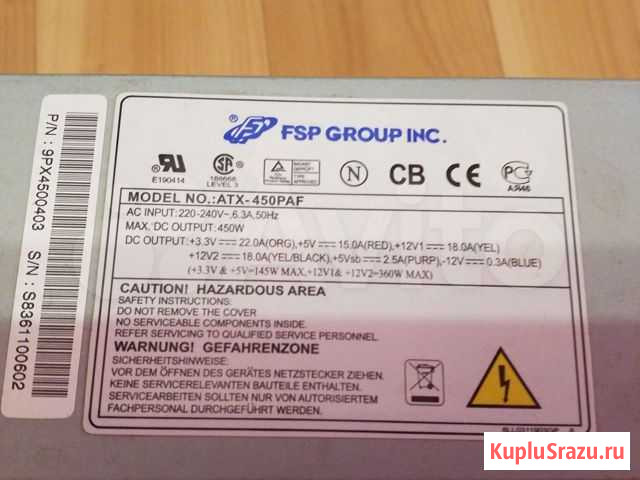 P/N : 9PX4500403
S/N : S8361100602
FSP GROUP INC.
E190414
188668
LEVEL 3
N
CB
CE
MODEL NO.:ATX-450PAF
AC INPUT:220-240V~,6.3A,50Hz
MAX. DC OUTPUT: 450W
DC OUTPUT: +3.3V ⎓ 22.0A(ORG),+5V ⎓ 15.0A(RED),+12V1 ⎓ 18.0A(YEL)
+12V2 ⎓ 18.0A(YEL/BLACK),+5Vsb ⎓ 2.5A(PURP),-12V ⎓ 0.3A(BLUE)
(+3.3V & +5V=145W MAX.,+12V1& +12V2=360W MAX)
CAUTION! HAZARDOUS AREA
SAFETY INSTRUCTIONS:
DO NOT REMOVE THE COVER
NO SERVICEABLE COMPONENTS INSIDE.
REFER SERVICING TO QUALIFIED SERVICE PERSONNEL.
WARNUNG! GEFAHRENZONE
SICHERHEITSHINWEISE:
VOR DEM ÖFFNEN DES GERÄTES NETZSTECKER ZIEHEN
KEINE SERVICERELEVANTEN BAUTEILE ENTHALTEN.
SERVICEARBEITEN SOLLTEN NUR VON AUTORISIERTEM
FACHPERSONAL DURCHGEFÜHRT WERDEN.
Avito
KupluSrazu.ru